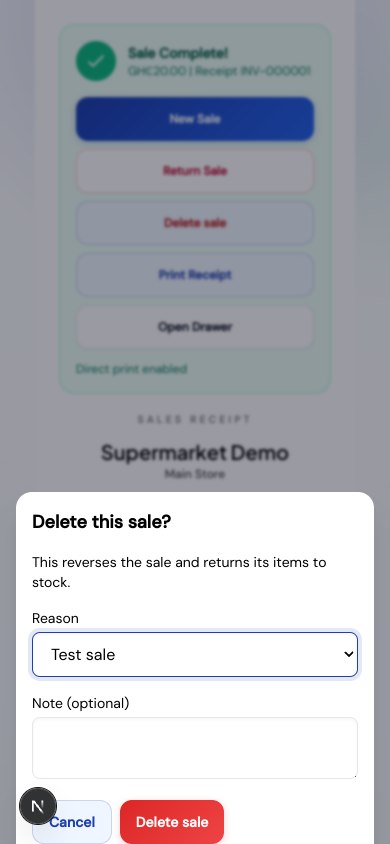 Sale Complete!
GHC20.00 | Receipt INV-000001
New Sale
Return Sale
Delete sale
Print Receipt
Open Drawer
Direct print enabled
SALES RECEIPT
Supermarket Demo
Main Store
Delete this sale?
This reverses the sale and returns its items to
stock.
Reason
Test sale
Note (optional)
N
Cancel
Delete sale